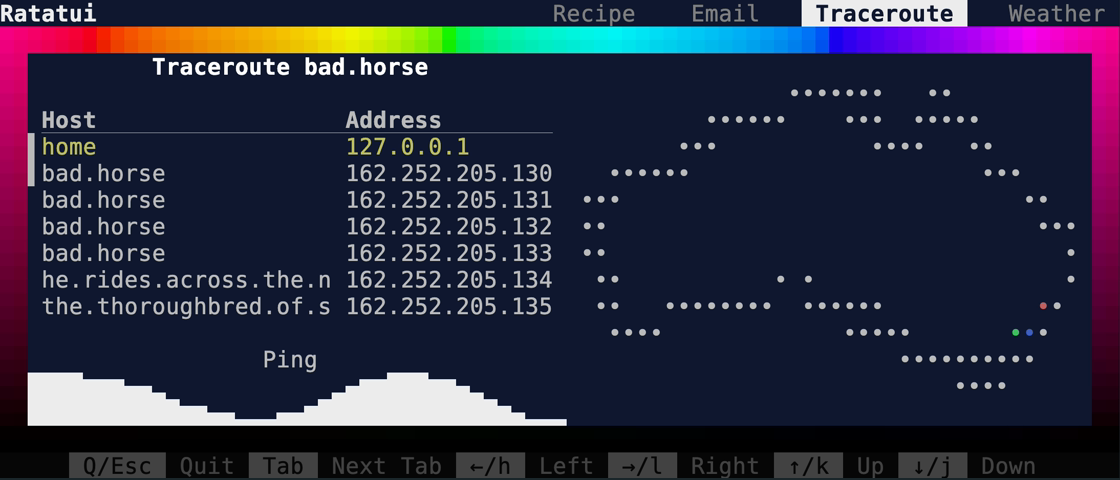 Ratatui Recipe Email Traceroute Weather
Traceroute bad.horse
Host Address
home 127.0.0.1
bad.horse 162.252.205.130
bad.horse 162.252.205.131
bad.horse 162.252.205.132
bad.horse 162.252.205.133
he.rides.across.the.n 162.252.205.134
the.thoroughbred.of.s 162.252.205.135
Ping
Q/Esc Quit Tab Next Tab ←/h Left →/l Right ↑/k Up ↓/j Down